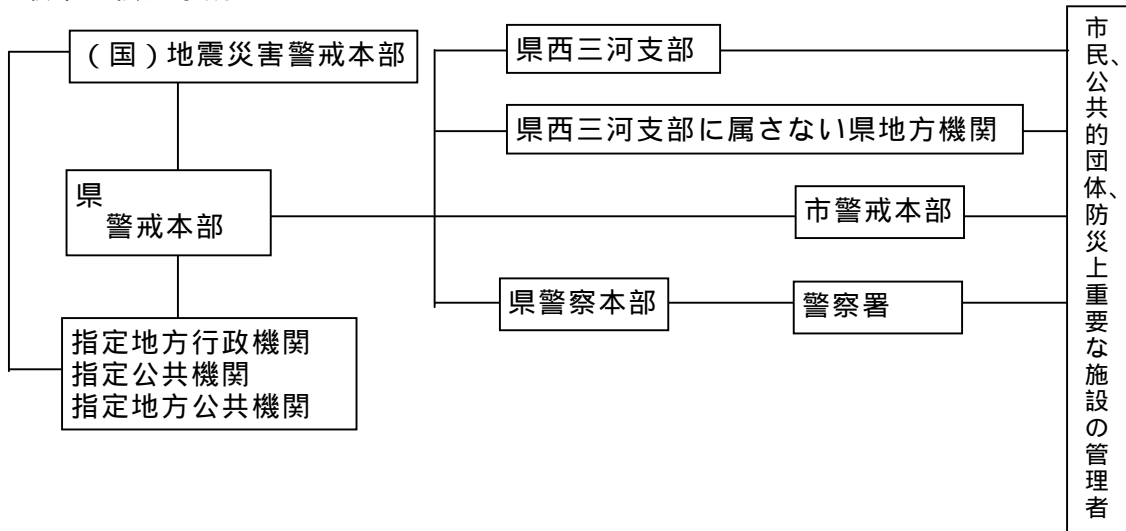 (国)地震災害警戒本部
県
警戒本部
指定地方行政機関
指定公共機関
指定地方公共機関
県西三河支部
県西三河支部に属さない県地方機関
市警戒本部
県警察本部
警察署
市民、公共的団体、防災上重要な施設の管理者